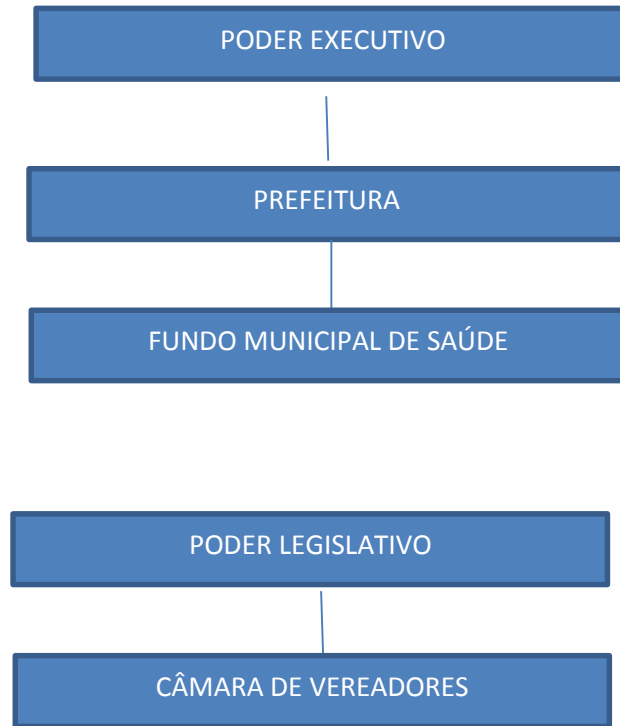 PODER EXECUTIVO
PREFEITURA
FUNDO MUNICIPAL DE SAÚDE
PODER LEGISLATIVO
CÂMARA DE VEREADORES